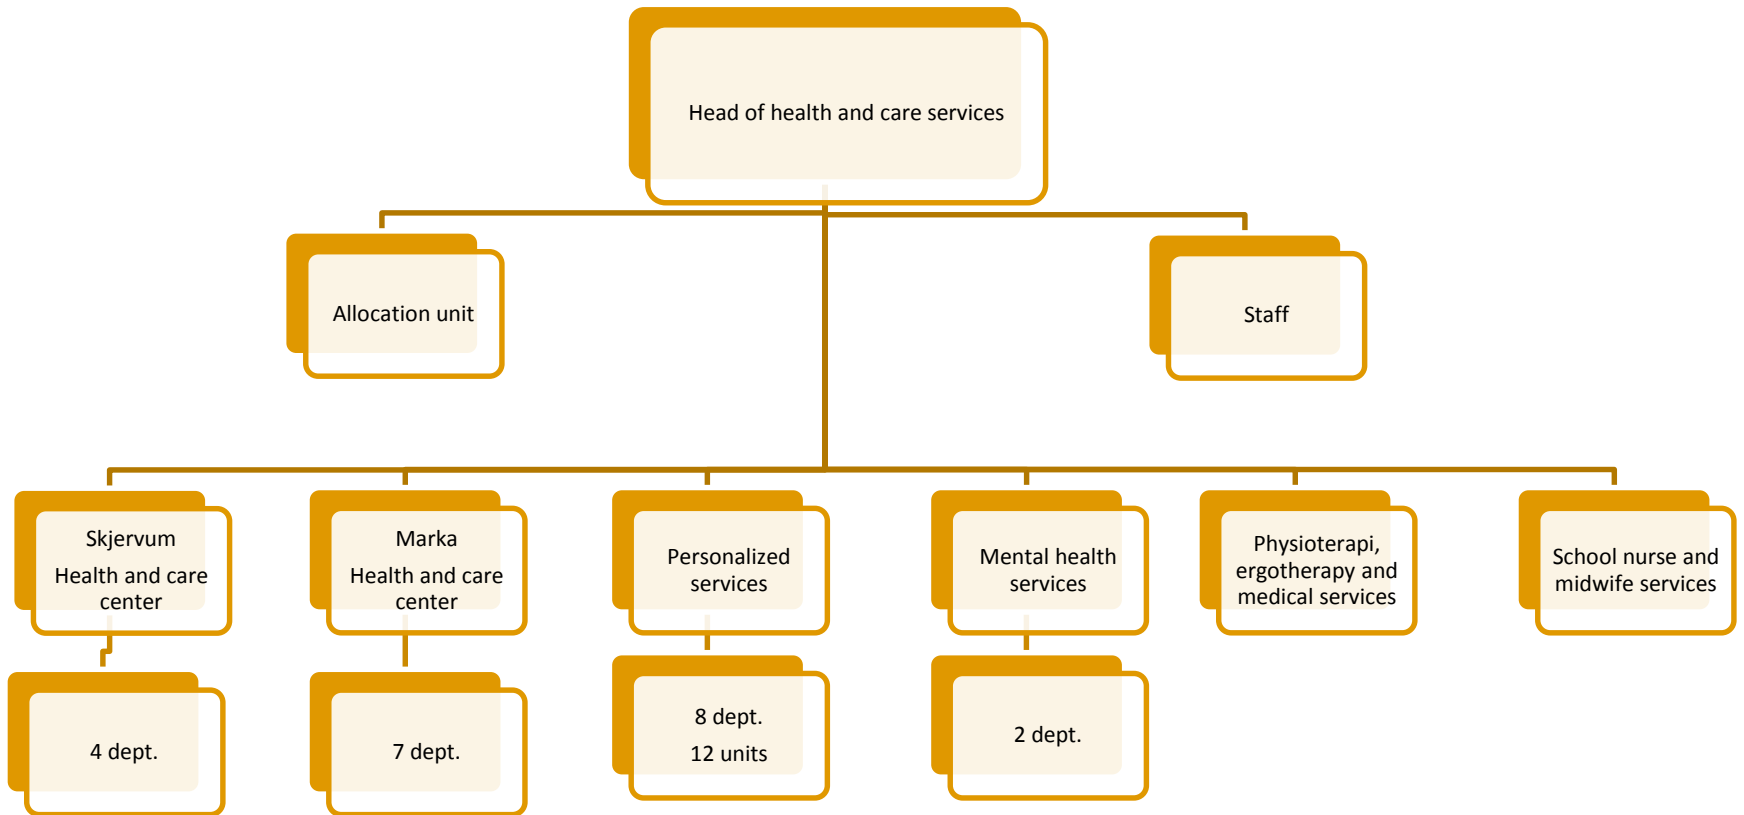 Head of health and care services
Allocation unit
Staff
Skjervum
Health and care
center
Marka
Health and care
center
Personalized
services
Mental health
services
Physioterapi,
ergotherapy and
medical services
School nurse and
midwife services
4 dept.
7 dept.
8 dept.
12 units
2 dept.